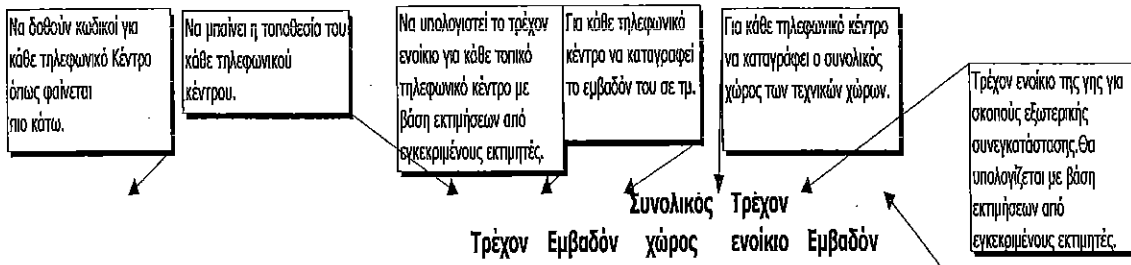 Να δοθούν κωδικοί για
κάθε τηλεφωνικό Κέντρο
όπως φαίνεται
πιο κάτω.
Να μπαίνει η τοποθεσία του
κάθε τηλεφωνικού
κέντρου.
Να υπολογιστεί το τρέχον
ενοίκιο για κάθε τοπικό
τηλεφωνικό κέντρο με
βάση εκτιμήσεων από
εγκεκριμένους εκτιμητές.
Για κάθε τηλεφωνικό
κέντρο να καταγραφεί
το εμβαδόν του σε τμ.
Για κάθε τηλεφωνικό κέντρο
να καταγράφει ο συνολικός
χώρος των τεχνικών χώρων.
Τρέχον ενοίκιο της γης για
σκοπούς εξωτερικής
συνεγκατάστασης.Θα
υπολογίζεται με βάση
εκτιμήσεων από
εγκεκριμένους εκτιμητές.
Συνολικός Τρέχον
Τρέχον Εμβαδόν χώρος ενοίκιο Εμβαδόν